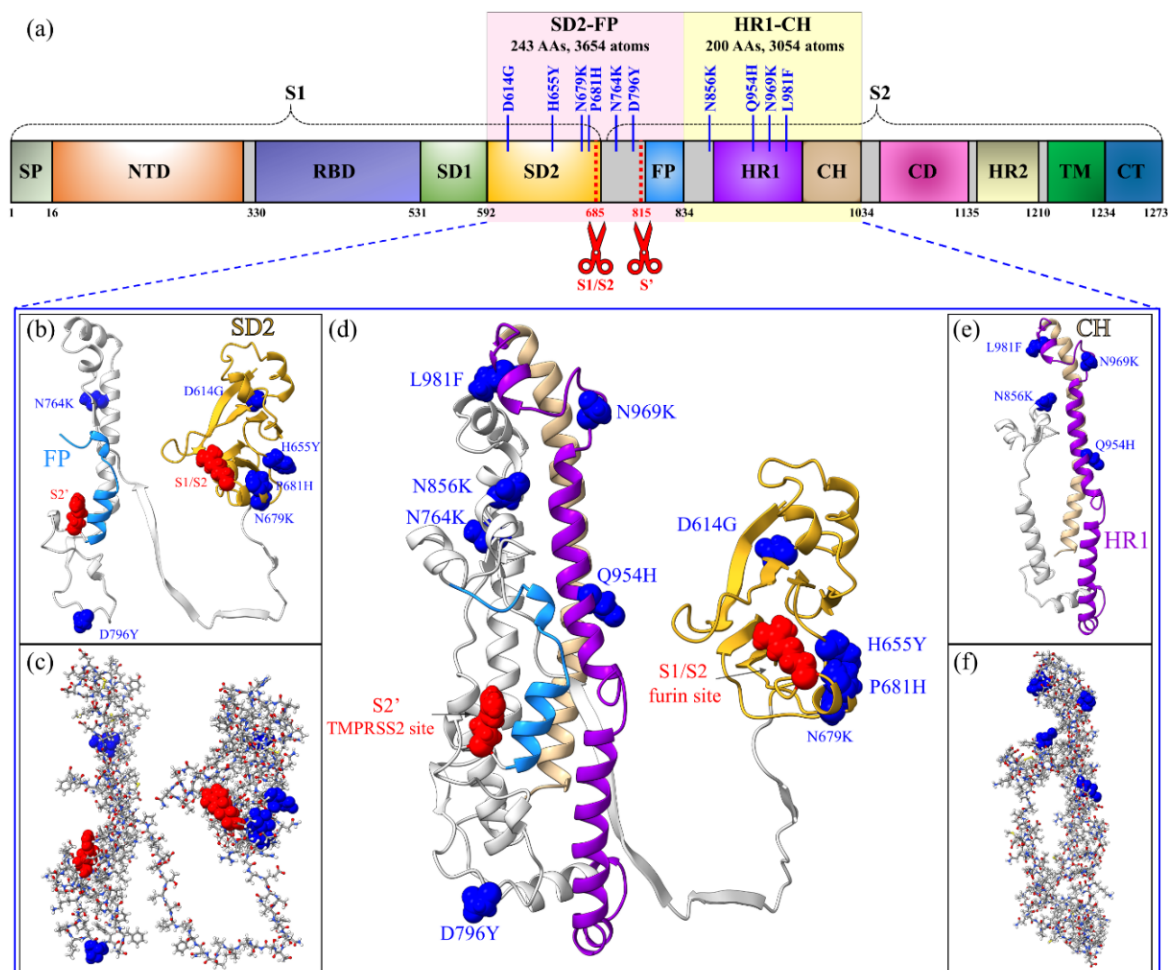 (a)
SD2-FP
243 AAs, 3654 atoms
HR1-CH
200 AAs, 3054 atoms
D614G
H655Y
N679K
P681H
N764K
D796Y
N856K
Q954H
N969K
L981F
S1
S2
SP
NTD
RBD
SD1
SD2
FP
HR1
CH
CD
HR2
TM
CT
1
16
330
531
592
685
815
834
1034
1135
1210
1234
1273
S1/S2
S'
(b)
SD2
N764K
D614G
FP
H655Y
S1/S2
P681H
S2'
N679K
D796Y
(c)
(d)
L981F
N969K
N856K
N764K
D614G
Q954H
H655Y
S1/S2
furin site
P681H
S2'
TMPRSS2 site
N679K
D796Y
(e)
CH
L981F
N969K
N856K
Q954H
HR1
(f)